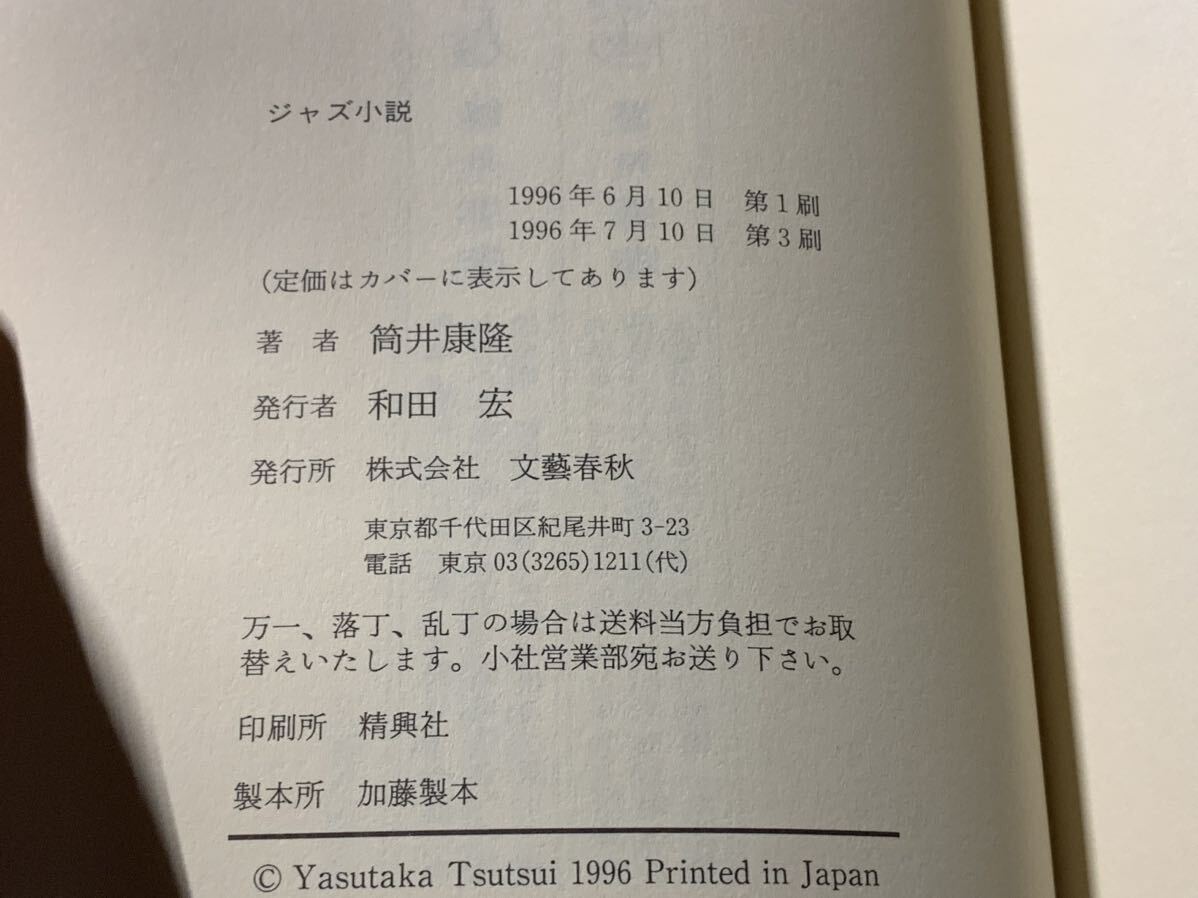 ジャズ小説
1996年6月10日 第1刷
1996年7月10日 第3刷
(定価はカバーに表示してあります)
著 者 筒井康隆
発行者 和田 宏
発行所 株式会社 文藝春秋
東京都千代田区紀尾井町3-23
電話 東京03(3265)1211(代)
万一、落丁、乱丁の場合は送料当方負担でお取
替えいたします。小社営業部宛お送り下さい。
印刷所 精興社
製本所 加藤製本
© Yasutaka Tsutsui 1996 Printed in Japan